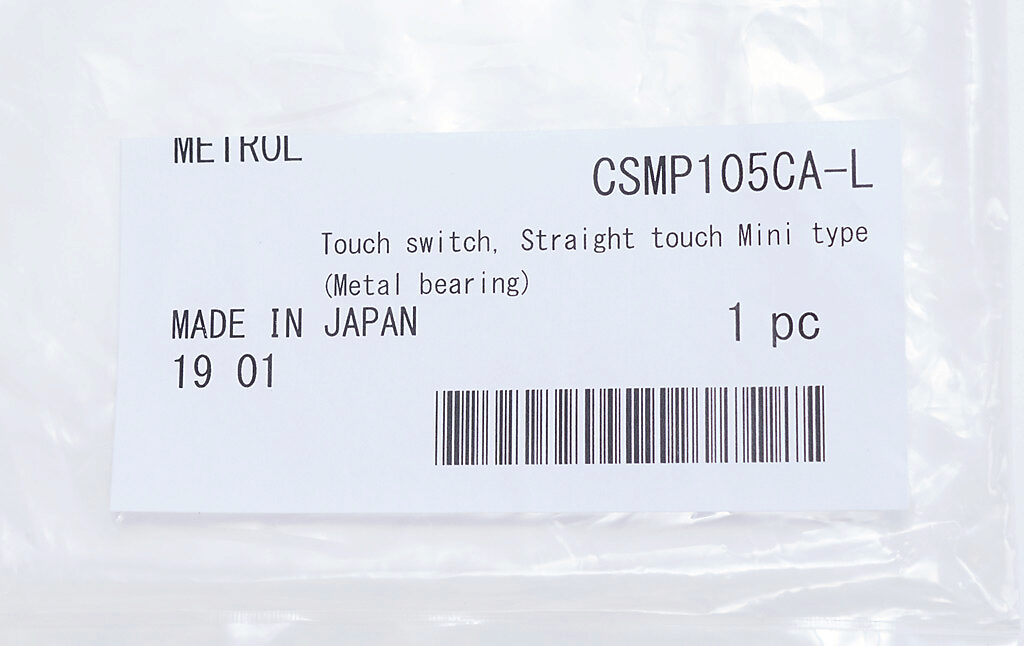 METROL
CSMP105CA-L
Touch switch, Straight touch Mini type
(Metal bearing)
MADE IN JAPAN
1 pc
19 01